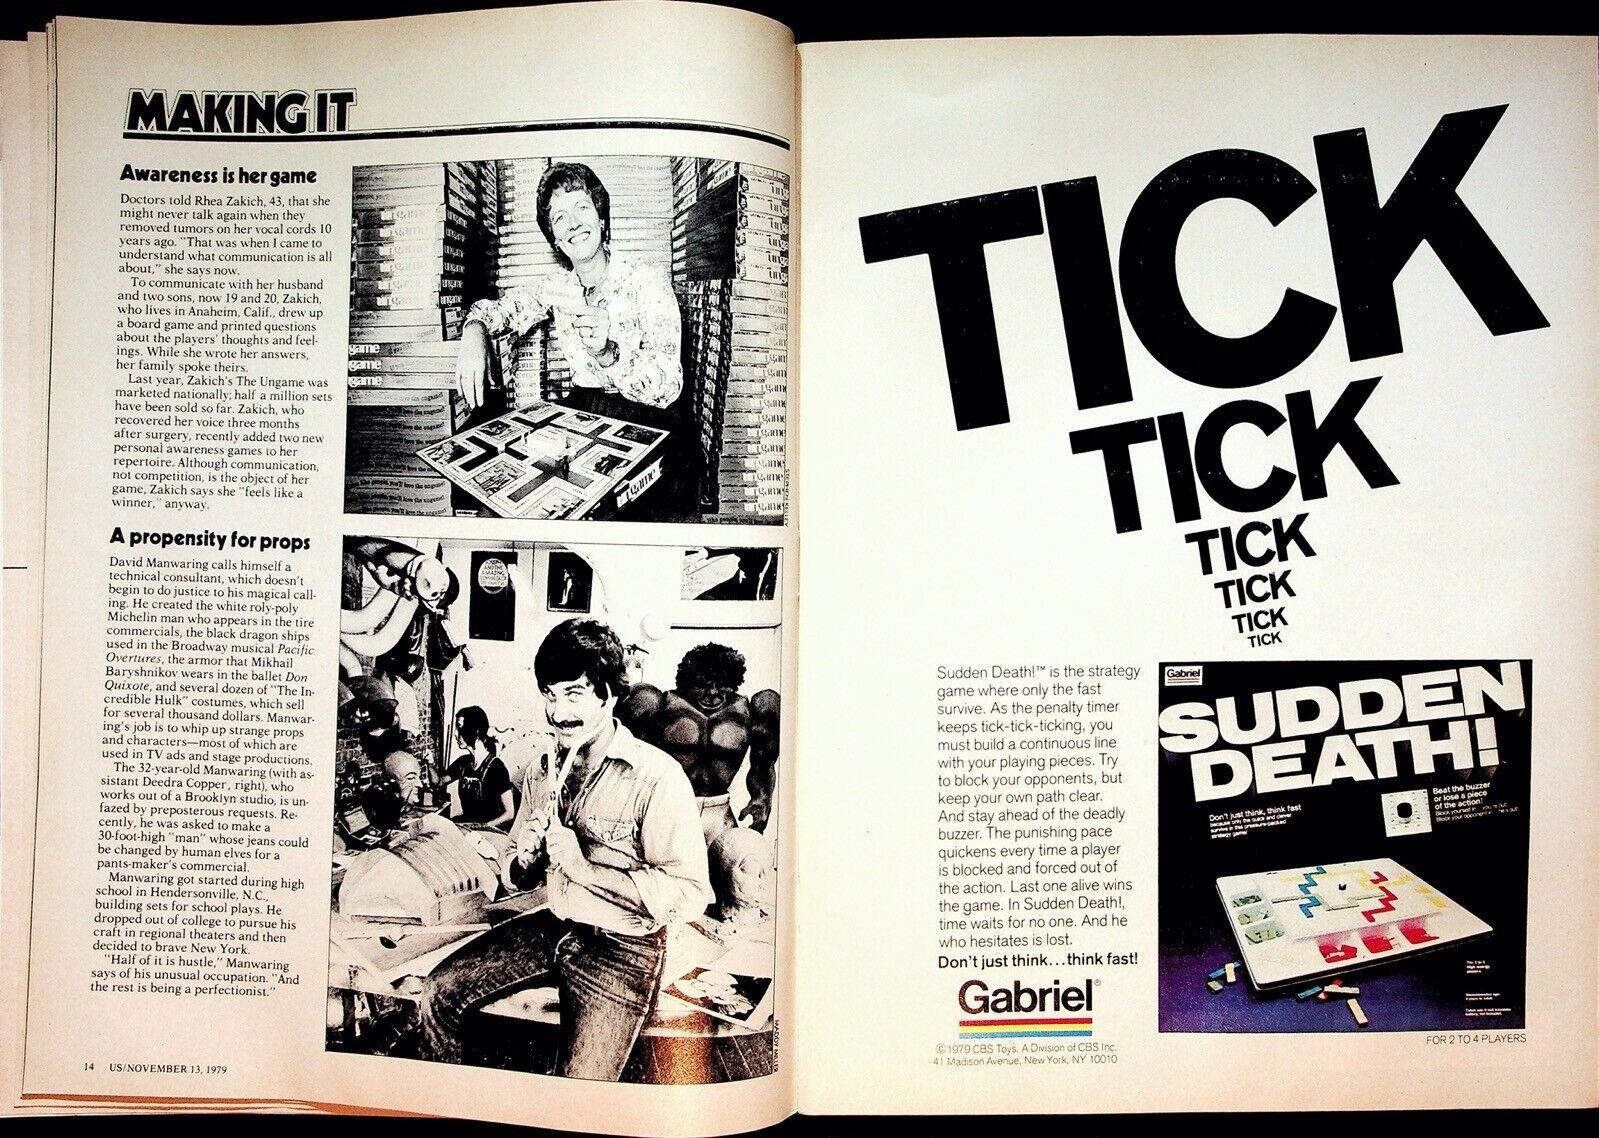 MAKING IT
Awareness is her game
Doctors told Rhea Zakich, 43, that she
might never talk again when they
removed tumors on her vocal cords 10
years ago. "That was when I came to
understand what communication is all
about," she says now.
To communicate with her husband
and two sons, now 19 and 20, Zakich,
who lives in Anaheim, Calif., drew up
a board game and printed questions
about the players' thoughts and feel-
ings. While she wrote her answers,
her family spoke theirs.
Last year, Zakich's The Ungame was
marketed nationally; half a million sets
have been sold so far. Zakich, who
recovered her voice three months
after surgery, recently added two new
personal awareness games to her
repertoire. Although communication,
not competition, is the object of her
game, Zakich says she "feels like a
winner," anyway.
ungame
STEPHEN KELLEY
A propensity for props
David Manwaring calls himself a
technical consultant, which doesn't
begin to do justice to his magical call-
ing. He created the white roly-poly
Michelin man who appears in the tire
commercials, the black dragon ships
used in the Broadway musical Pacific
Overtures, the armor that Mikhail
Baryshnikov wears in the ballet Don
Quixote, and several dozen of "The In-
credible Hulk" costumes, which sell
for several thousand dollars. Manwar-
ing's job is to whip up strange props
and characters—most of which are
used in TV ads and stage productions.
The 32-year-old Manwaring (with as-
sistant Deedra Copper, right), who
works out of a Brooklyn studio, is un-
fazed by preposterous requests. Re-
cently, he was asked to make a
30-foot-high "man" whose jeans could
be changed by human elves for a
pants-maker's commercial.
Manwaring got started during high
school in Hendersonville, N.C.,
building sets for school plays. He
dropped out of college to pursue his
craft in regional theaters and then
decided to brave New York.
"Half of it is hustle," Manwaring
says of his unusual occupation. "And
the rest is being a perfectionist."
MADDY MILLER
14 US/NOVEMBER 13, 1979
TICK
TICK
TICK
TICK
TICK
TICK
Sudden Death!™ is the strategy
game where only the fast
survive. As the penalty timer
keeps tick-tick-ticking, you
must build a continuous line
with your playing pieces. Try
to block your opponents, but
keep your own path clear.
And stay ahead of the deadly
buzzer. The punishing pace
quickens every time a player
is blocked and forced out of
the action. Last one alive wins
the game. In Sudden Death!,
time waits for no one. And he
who hesitates is lost.
Don't just think...think fast!
Gabriel®
© 1979 CBS Toys, A Division of CBS Inc.
41 Madison Avenue, New York, NY 10010
Gabriel
SUDDEN
DEATH!
Don't just think, think fast
because only the quick and clever
survive in this pressure-packed
strategy game!
Beat the buzzer
or lose a piece
of the action!
FOR 2 TO 4 PLAYERS